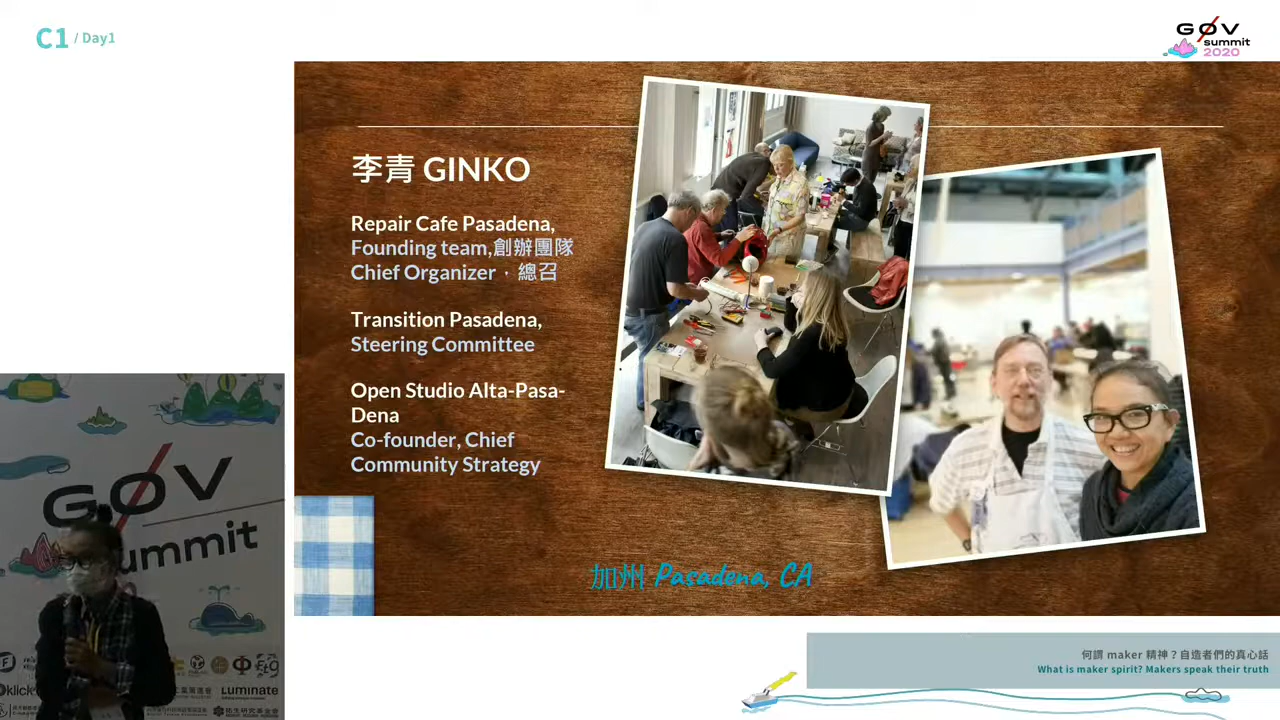 C1 / Day1
GØV
summit
2020
李青 GINKO
Repair Cafe Pasadena,
Founding team,創辦團隊
Chief Organizer，總召
Transition Pasadena,
Steering Committee
Open Studio Alta-Pasa-
Dena
Co-founder, Chief
Community Strategy
加州 Pasadena, CA
GØV
summit
klick
LUMINATE
何謂 maker 精神？自造者們的真心話
What is maker spirit? Makers speak their truth